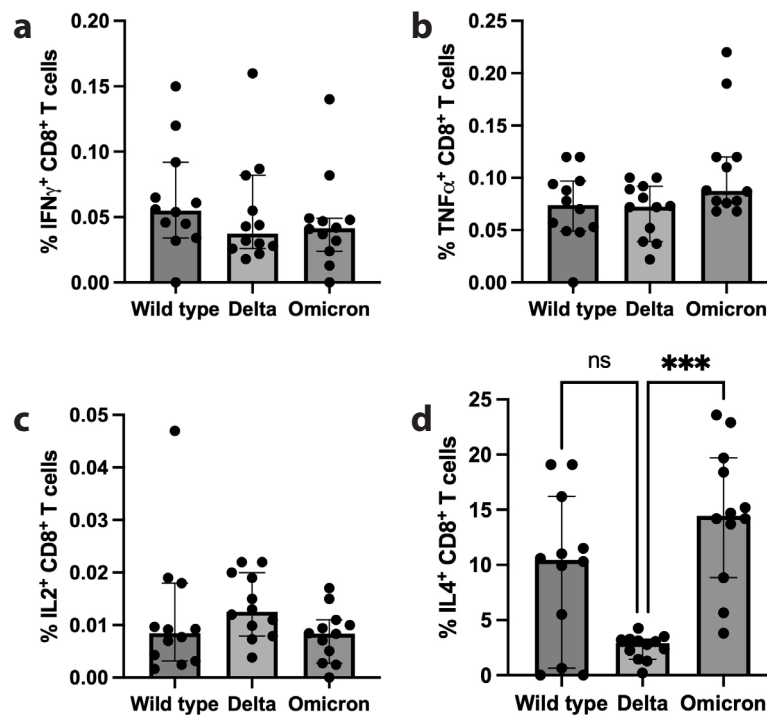 a
% IFNγ⁺ CD8⁺ T cells
0.20
0.15
0.10
0.05
0.00
Wild type Delta Omicron
b
% TNFα⁺ CD8⁺ T cells
0.25
0.20
0.15
0.10
0.05
0.00
Wild type Delta Omicron
c
% IL2⁺ CD8⁺ T cells
0.05
0.04
0.03
0.02
0.01
0.00
Wild type Delta Omicron
d
ns ***
% IL4⁺ CD8⁺ T cells
25
20
15
10
5
0
Wild type Delta Omicron